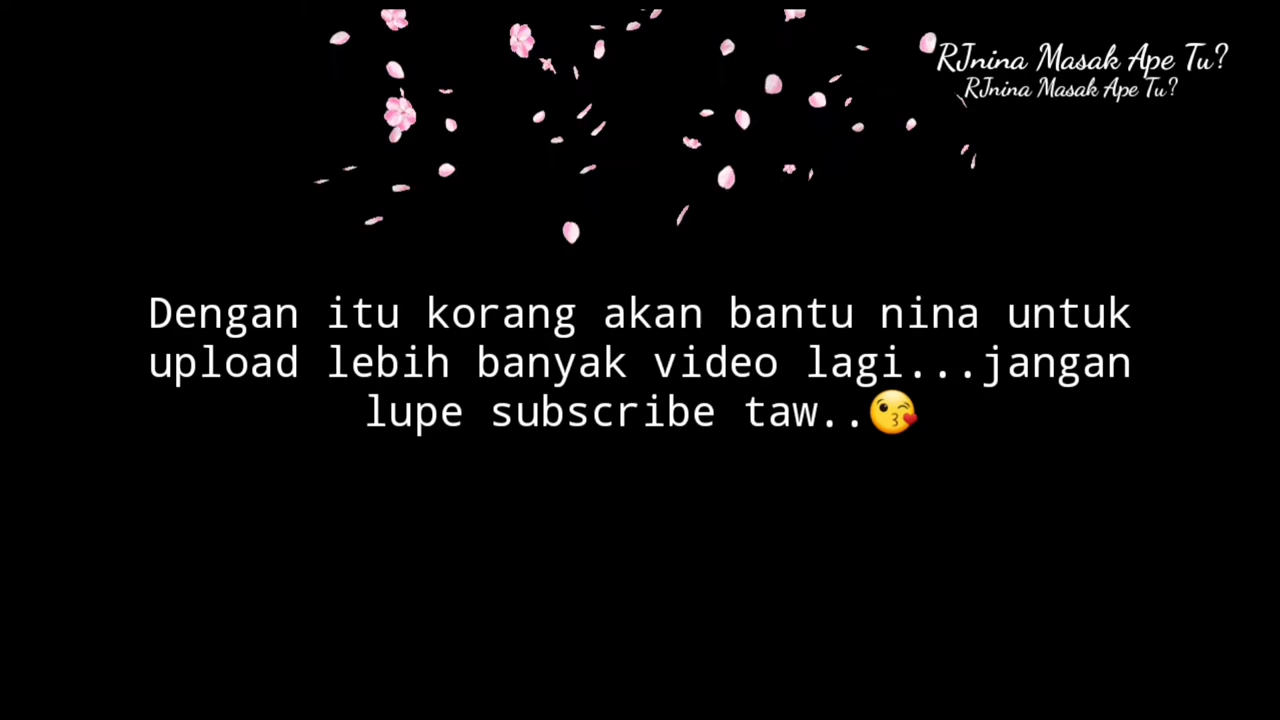 RJnina Masak Ape Tu?
RJnina Masak Ape Tu?
Dengan itu korang akan bantu nina untuk
upload lebih banyak video lagi...jangan
lupe subscribe taw..😘